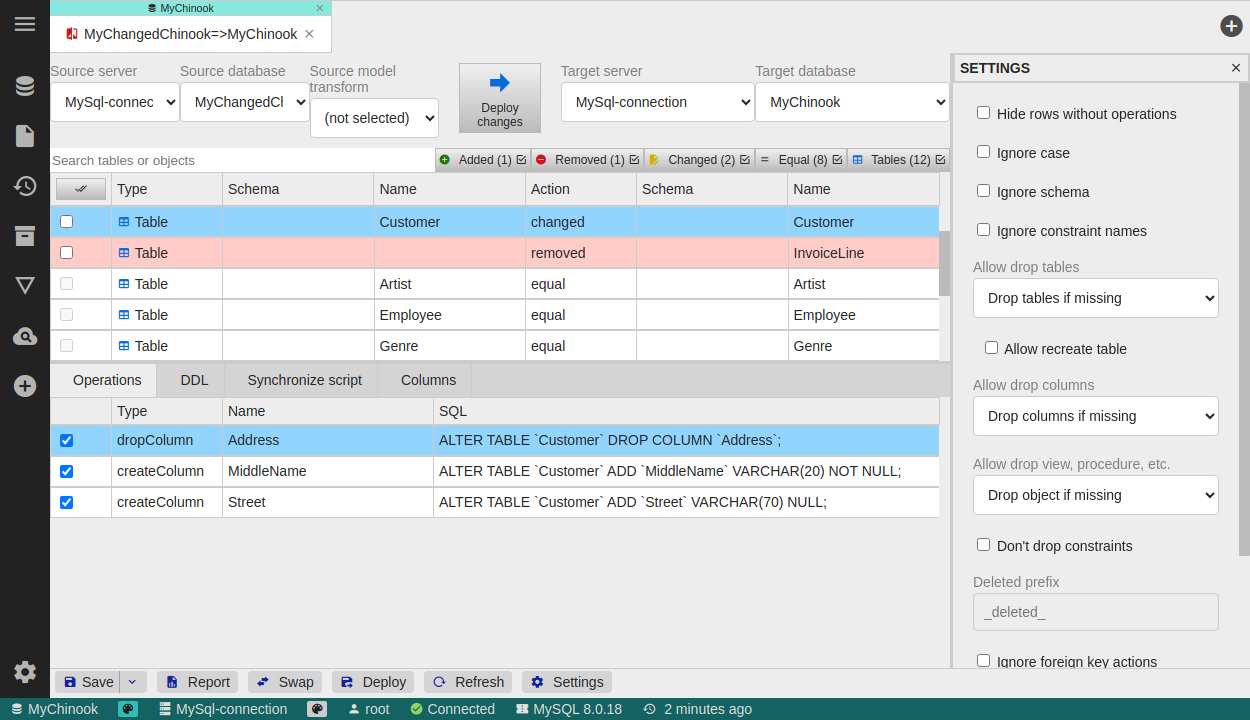 MyChinook
MyChangedChinook=>MyChinook
Source server
Source database
Source model transform
Target server
Target database
MySql-connec
MyChangedCl
(not selected)
Deploy changes
MySql-connection
MyChinook
Search tables or objects
Added (1)
Removed (1)
Changed (2)
Equal (8)
Tables (12)
Type Schema Name Action Schema Name
Table Customer changed Customer
Table removed InvoiceLine
Table Artist equal Artist
Table Employee equal Employee
Table Genre equal Genre
Operations DDL Synchronize script Columns
Type Name SQL
dropColumn Address ALTER TABLE `Customer` DROP COLUMN `Address`;
createColumn MiddleName ALTER TABLE `Customer` ADD `MiddleName` VARCHAR(20) NOT NULL;
createColumn Street ALTER TABLE `Customer` ADD `Street` VARCHAR(70) NULL;
SETTINGS
Hide rows without operations
Ignore case
Ignore schema
Ignore constraint names
Allow drop tables
Drop tables if missing
Allow recreate table
Allow drop columns
Drop columns if missing
Allow drop view, procedure, etc.
Drop object if missing
Don't drop constraints
Deleted prefix
_deleted_
Ignore foreign key actions
Save Report Swap Deploy Refresh Settings
MyChinook MySql-connection root Connected MySQL 8.0.18 2 minutes ago